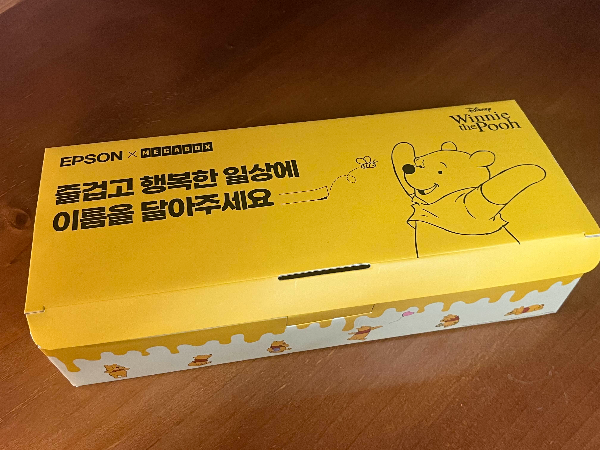 EPSON × MEGABOX
즐겁고 행복한 일상에
이름을 달아주세요
Disney
Winnie
the Pooh